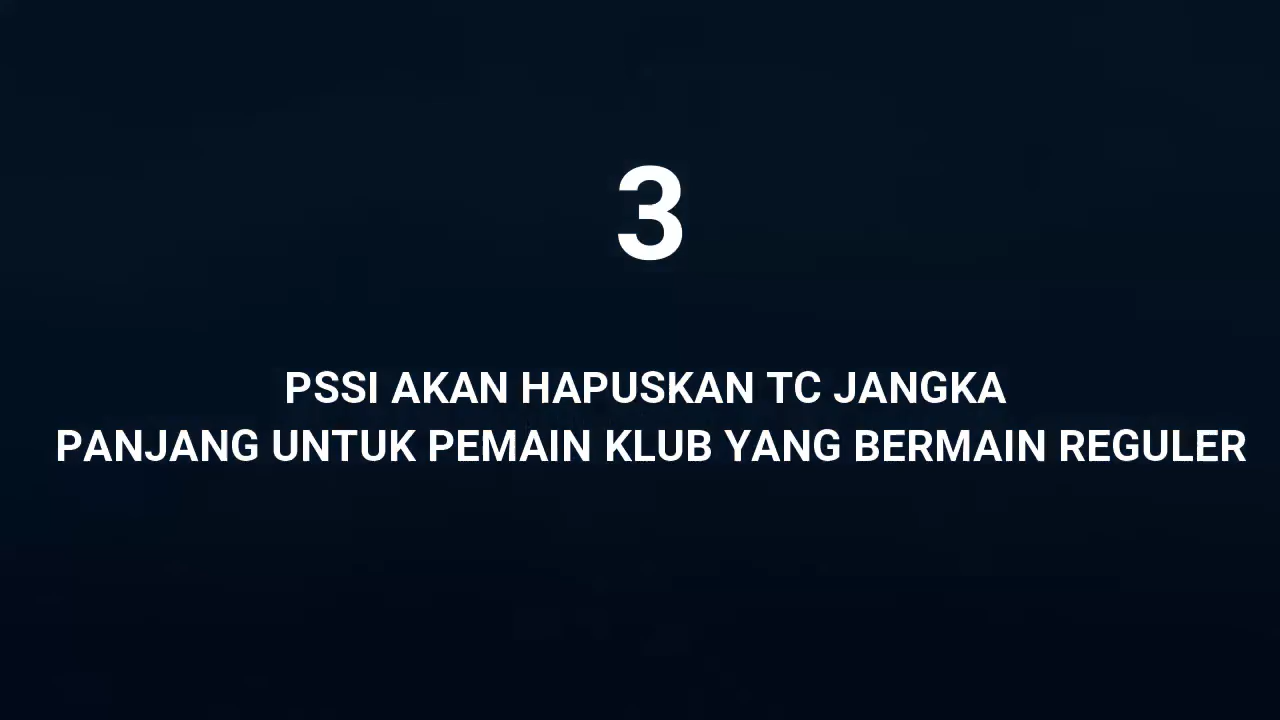 3
PSSI AKAN HAPUSKAN TC JANGKA
PANJANG UNTUK PEMAIN KLUB YANG BERMAIN REGULER